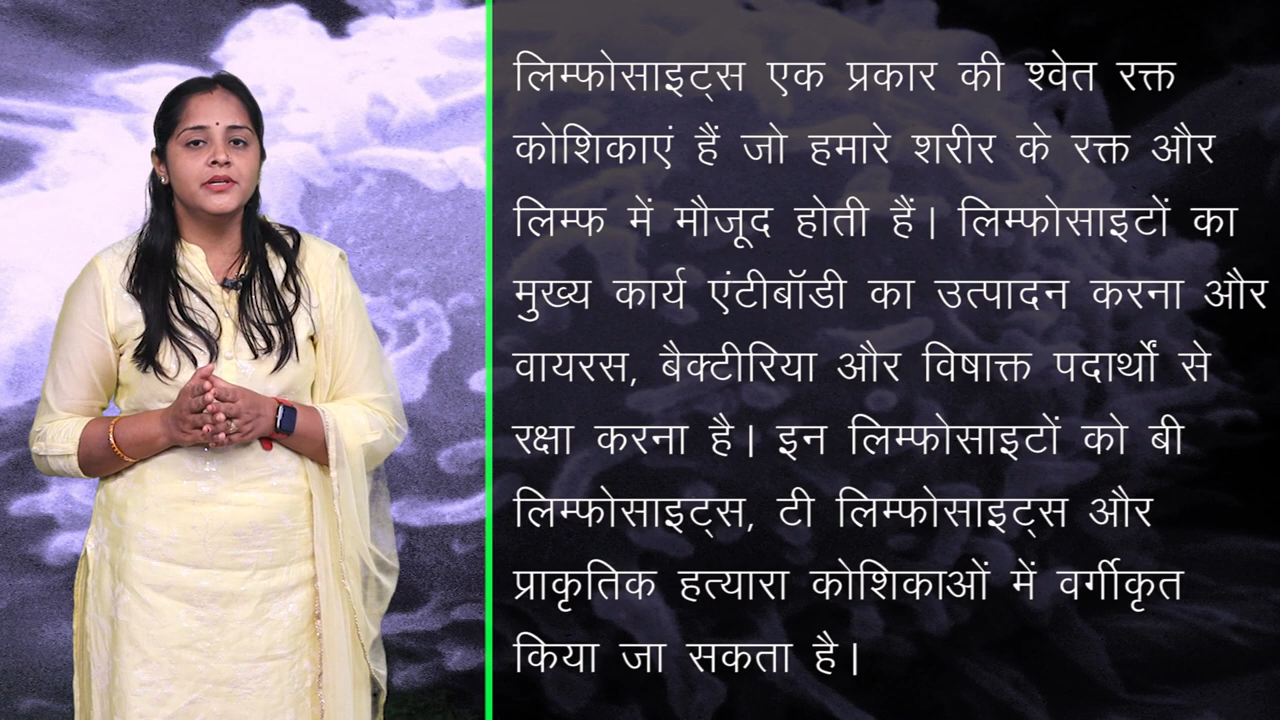 लिम्फोसाइट्स एक प्रकार की श्वेत रक्त
कोशिकाएं हैं जो हमारे शरीर के रक्त और
लिम्फ में मौजूद होती हैं। लिम्फोसाइटों का
मुख्य कार्य एंटीबॉडी का उत्पादन करना और
वायरस, बैक्टीरिया और विषाक्त पदार्थों से
रक्षा करना है। इन लिम्फोसाइटों को बी
लिम्फोसाइट्स, टी लिम्फोसाइट्स और
प्राकृतिक हत्यारा कोशिकाओं में वर्गीकृत
किया जा सकता है।